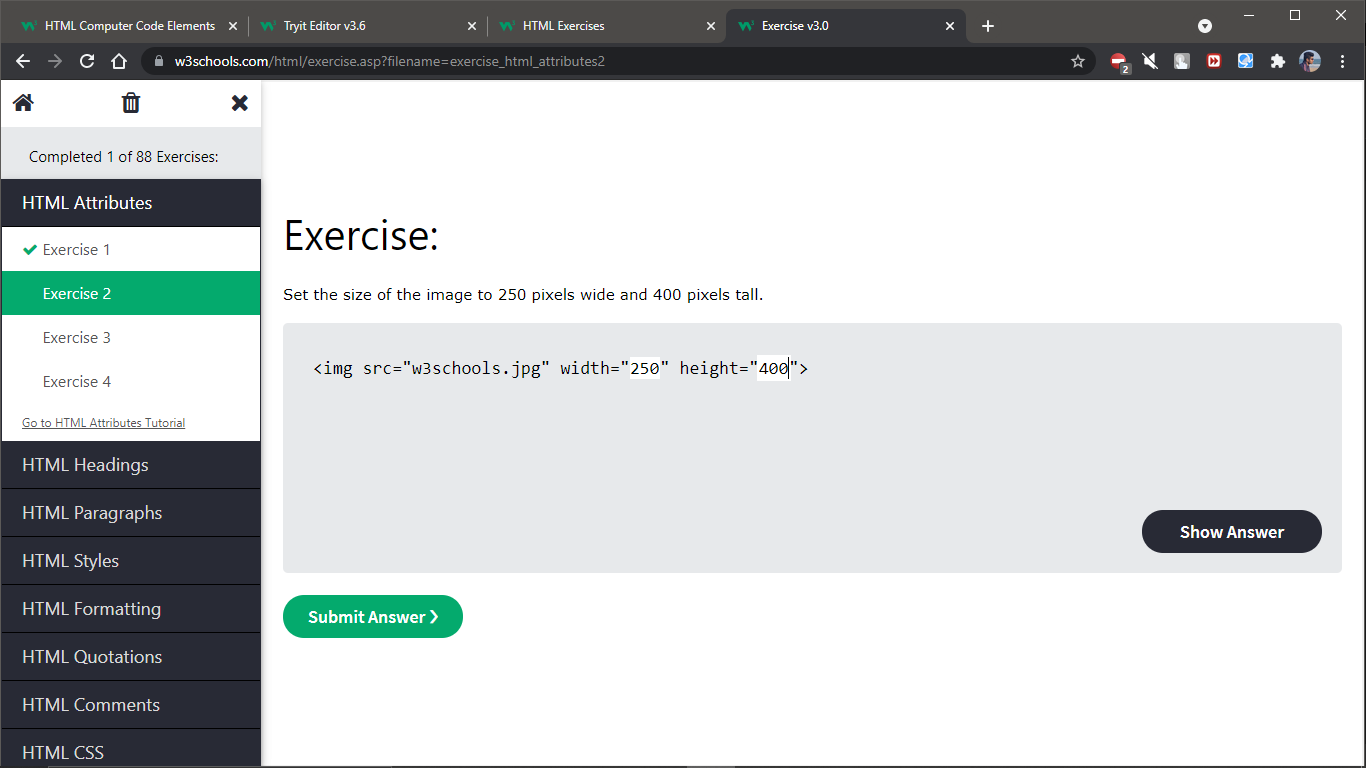 HTML Computer Code Elements
Tryit Editor v3.6
HTML Exercises
Exercise v3.0
w3schools.com/html/exercise.asp?filename=exercise_html_attributes2
2
Completed 1 of 88 Exercises:
HTML Attributes
Exercise 1
Exercise 2
Exercise 3
Exercise 4
Go to HTML Attributes Tutorial
HTML Headings
HTML Paragraphs
HTML Styles
HTML Formatting
HTML Quotations
HTML Comments
HTML CSS
Exercise:
Set the size of the image to 250 pixels wide and 400 pixels tall.
<img src="w3schools.jpg" width="250" height="400">
Show Answer
Submit Answer ❯